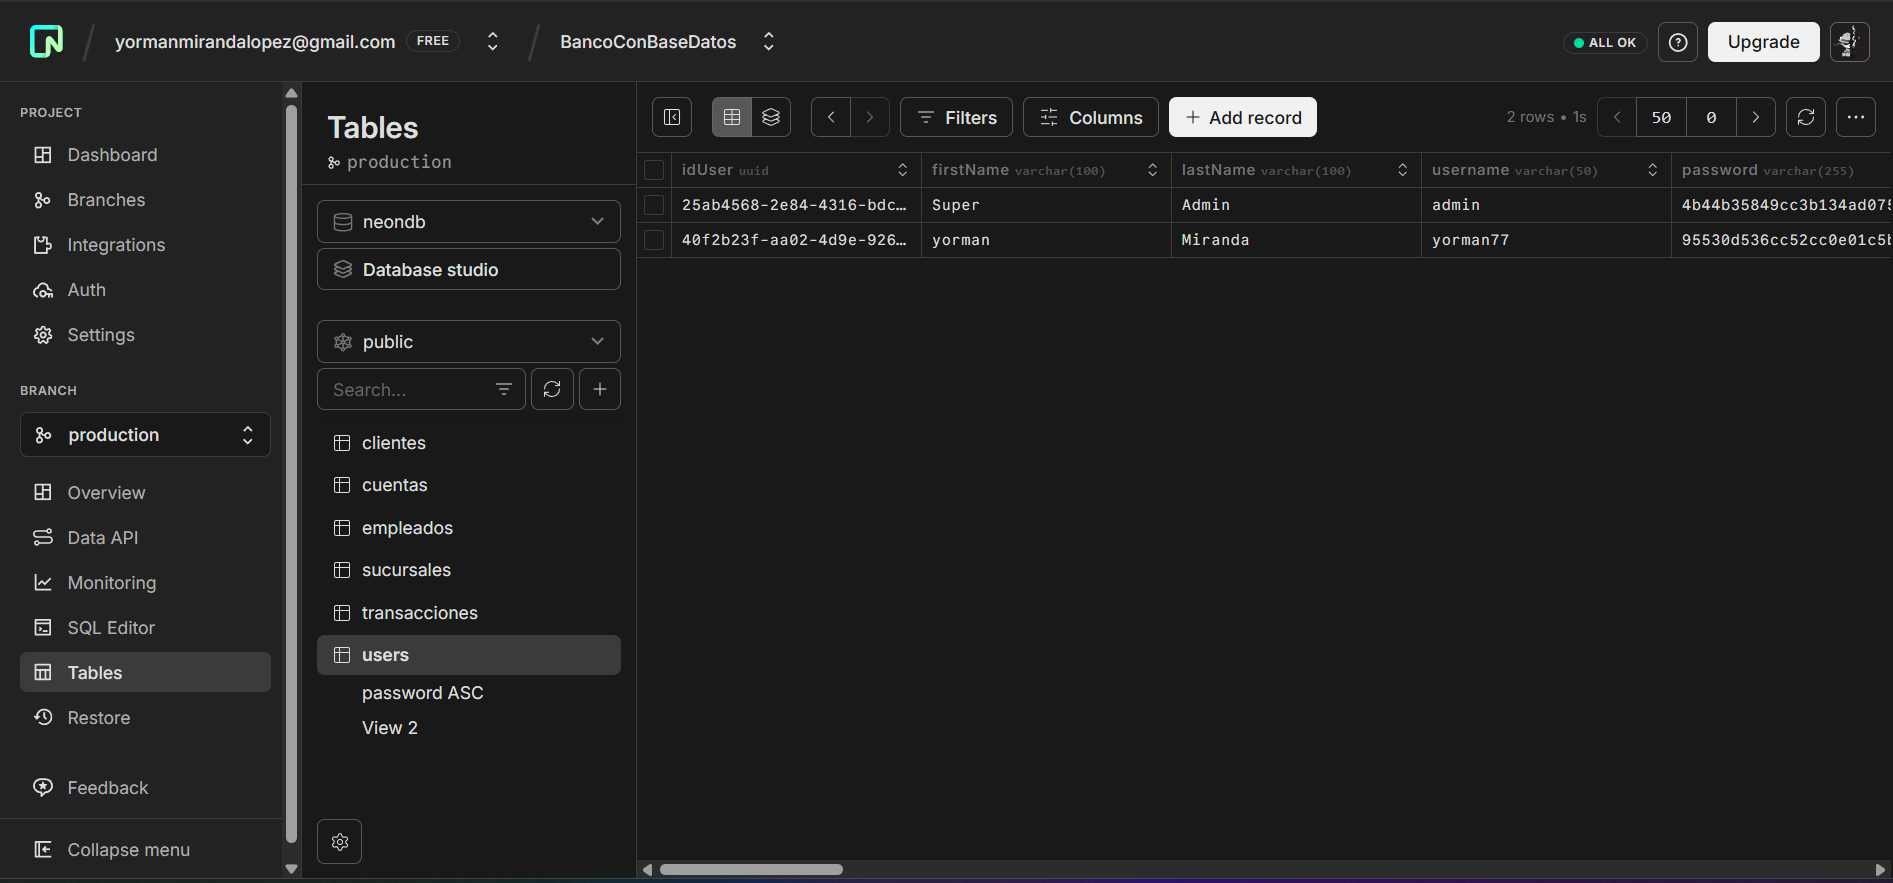 yormanmirandalopez@gmail.com FREE
BancoConBaseDatos
ALL OK
Upgrade
PROJECT
Dashboard
Branches
Integrations
Auth
Settings
BRANCH
production
Overview
Data API
Monitoring
SQL Editor
Tables
Restore
Feedback
Collapse menu
Tables
production
neondb
Database studio
public
Search...
clientes
cuentas
empleados
sucursales
transacciones
users
password ASC
View 2
Filters
Columns
Add record
2 rows • 1s
50
0
idUser uuid firstName varchar(100) lastName varchar(100) username varchar(50) password varchar(255)
25ab4568-2e84-4316-bdc… Super Admin admin 4b44b35849cc3b134ad075
40f2b23f-aa02-4d9e-926… yorman Miranda yorman77 95530d536cc52cc0e01c5b